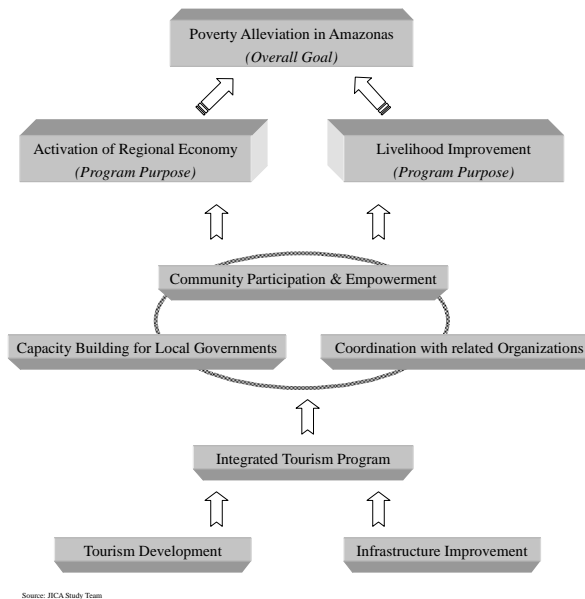 Poverty Alleviation in Amazonas
(Overall Goal)
Activation of Regional Economy
(Program Purpose)
Livelihood Improvement
(Program Purpose)
Community Participation & Empowerment
Capacity Building for Local Governments
Coordination with related Organizations
Integrated Tourism Program
Tourism Development
Infrastructure Improvement
Source: JICA Study Team